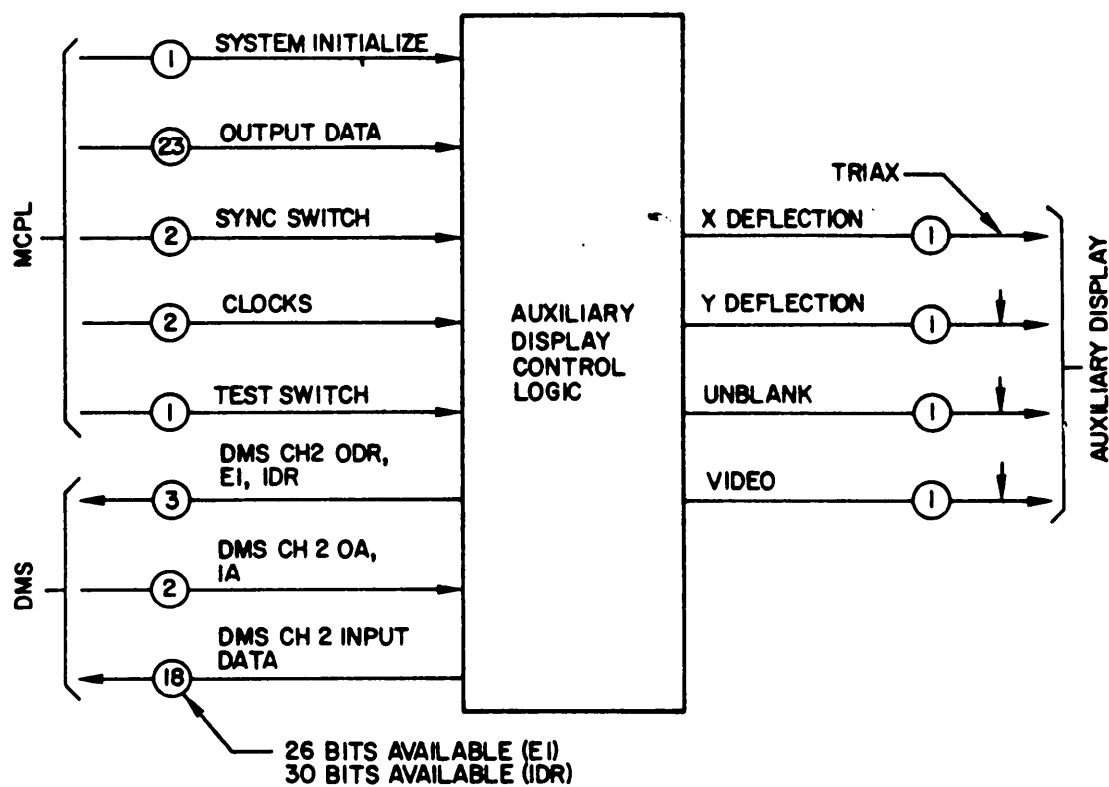 MCPL
1
SYSTEM INITIALIZE
23
OUTPUT DATA
2
SYNC SWITCH
2
CLOCKS
1
TEST SWITCH
DMS
3
DMS CH2 ODR,
EI, IDR
2
DMS CH 2 OA,
IA
18
DMS CH 2 INPUT
DATA
26 BITS AVAILABLE (EI)
30 BITS AVAILABLE (IDR)
AUXILIARY
DISPLAY
CONTROL
LOGIC
TRIAX
X DEFLECTION
1
Y DEFLECTION
1
UNBLANK
1
VIDEO
1
AUXILIARY DISPLAY